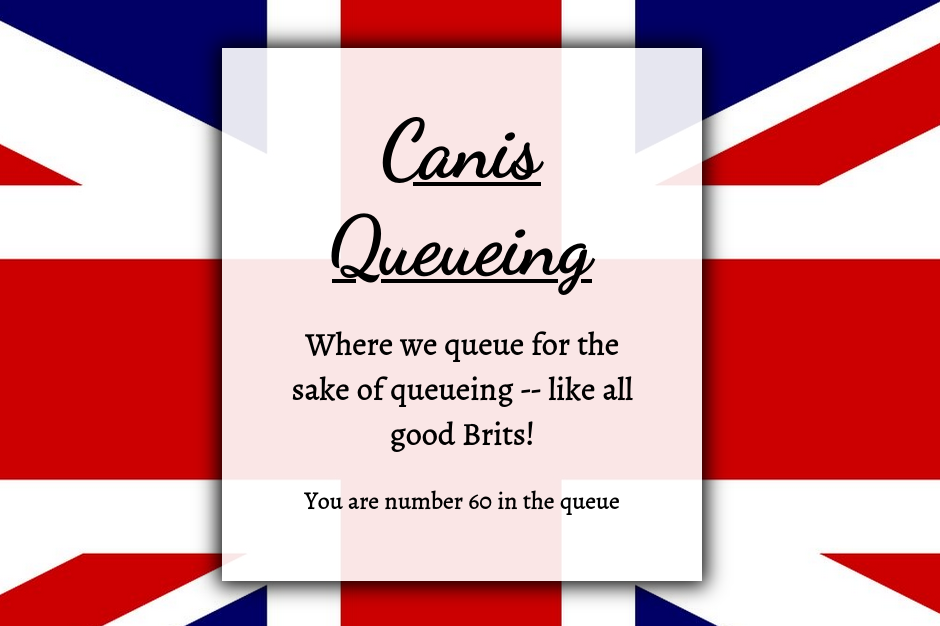 Canis
Queueing
Where we queue for the
sake of queueing -- like all
good Brits!
You are number 60 in the queue